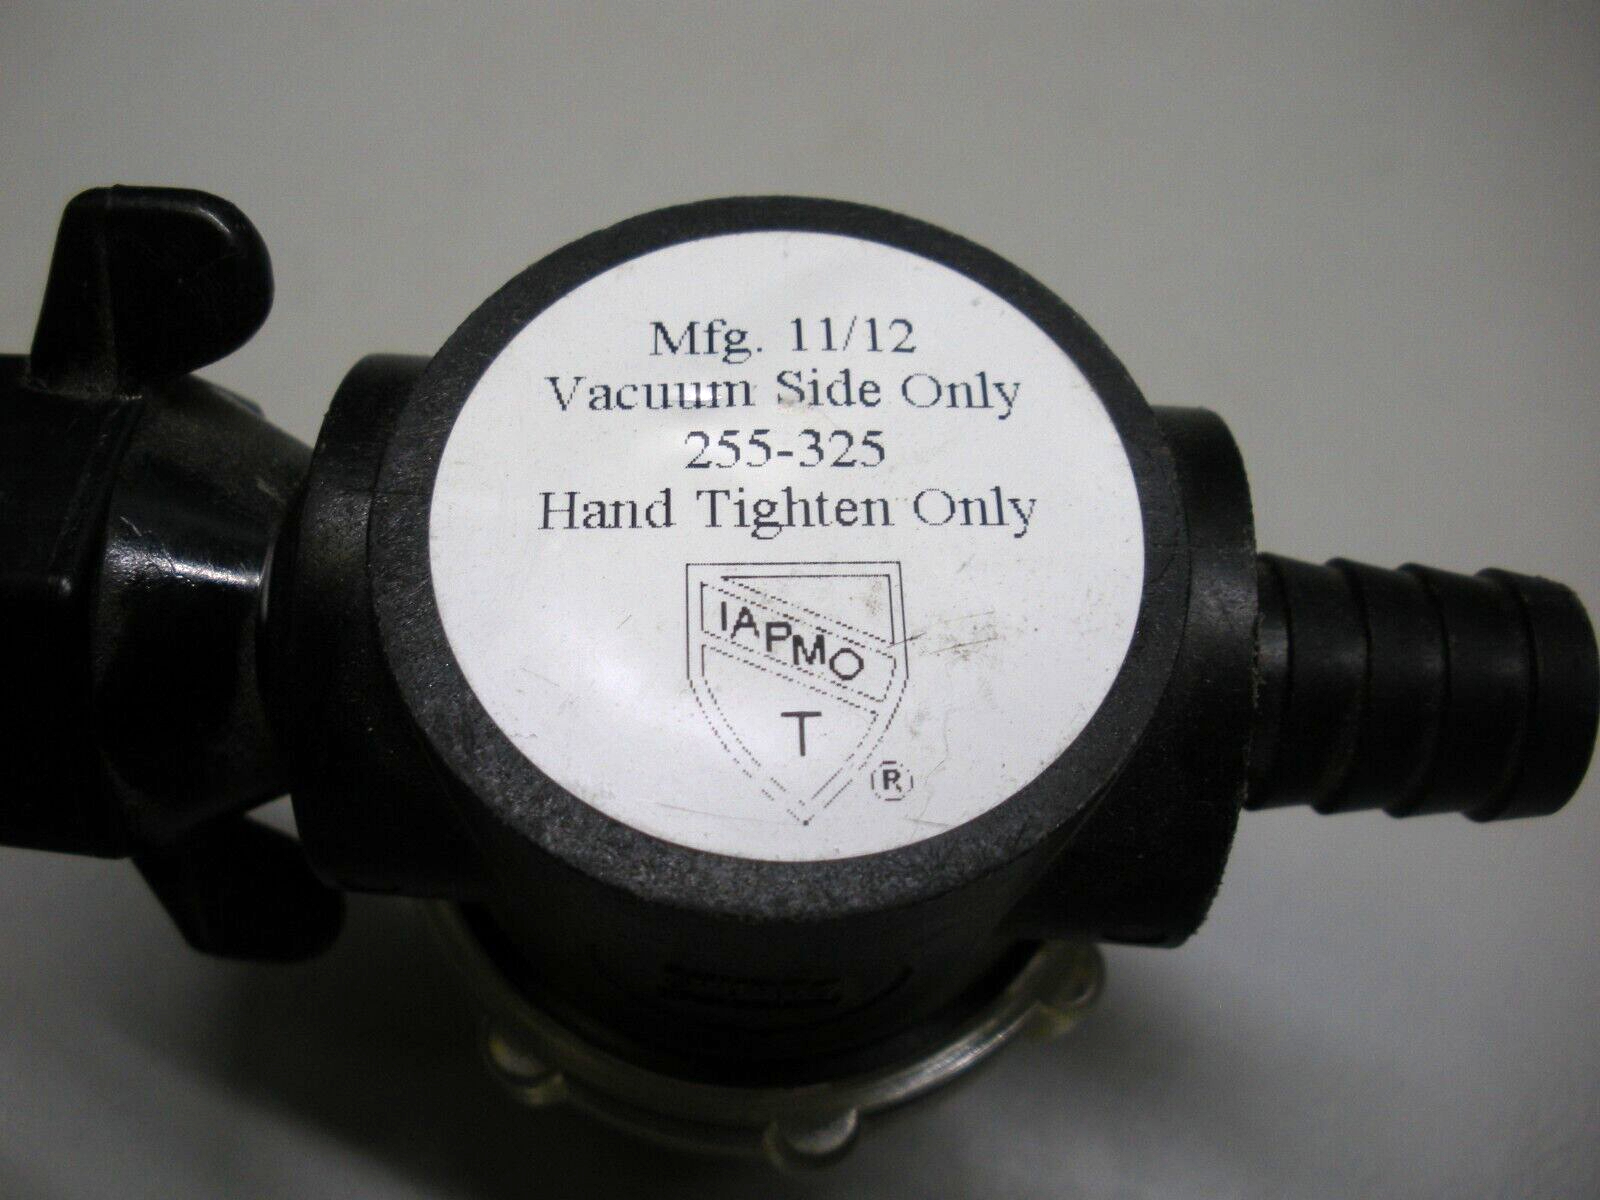 Mfg. 11/12
Vacuum Side Only
255-325
Hand Tighten Only
IAPMO
T
®